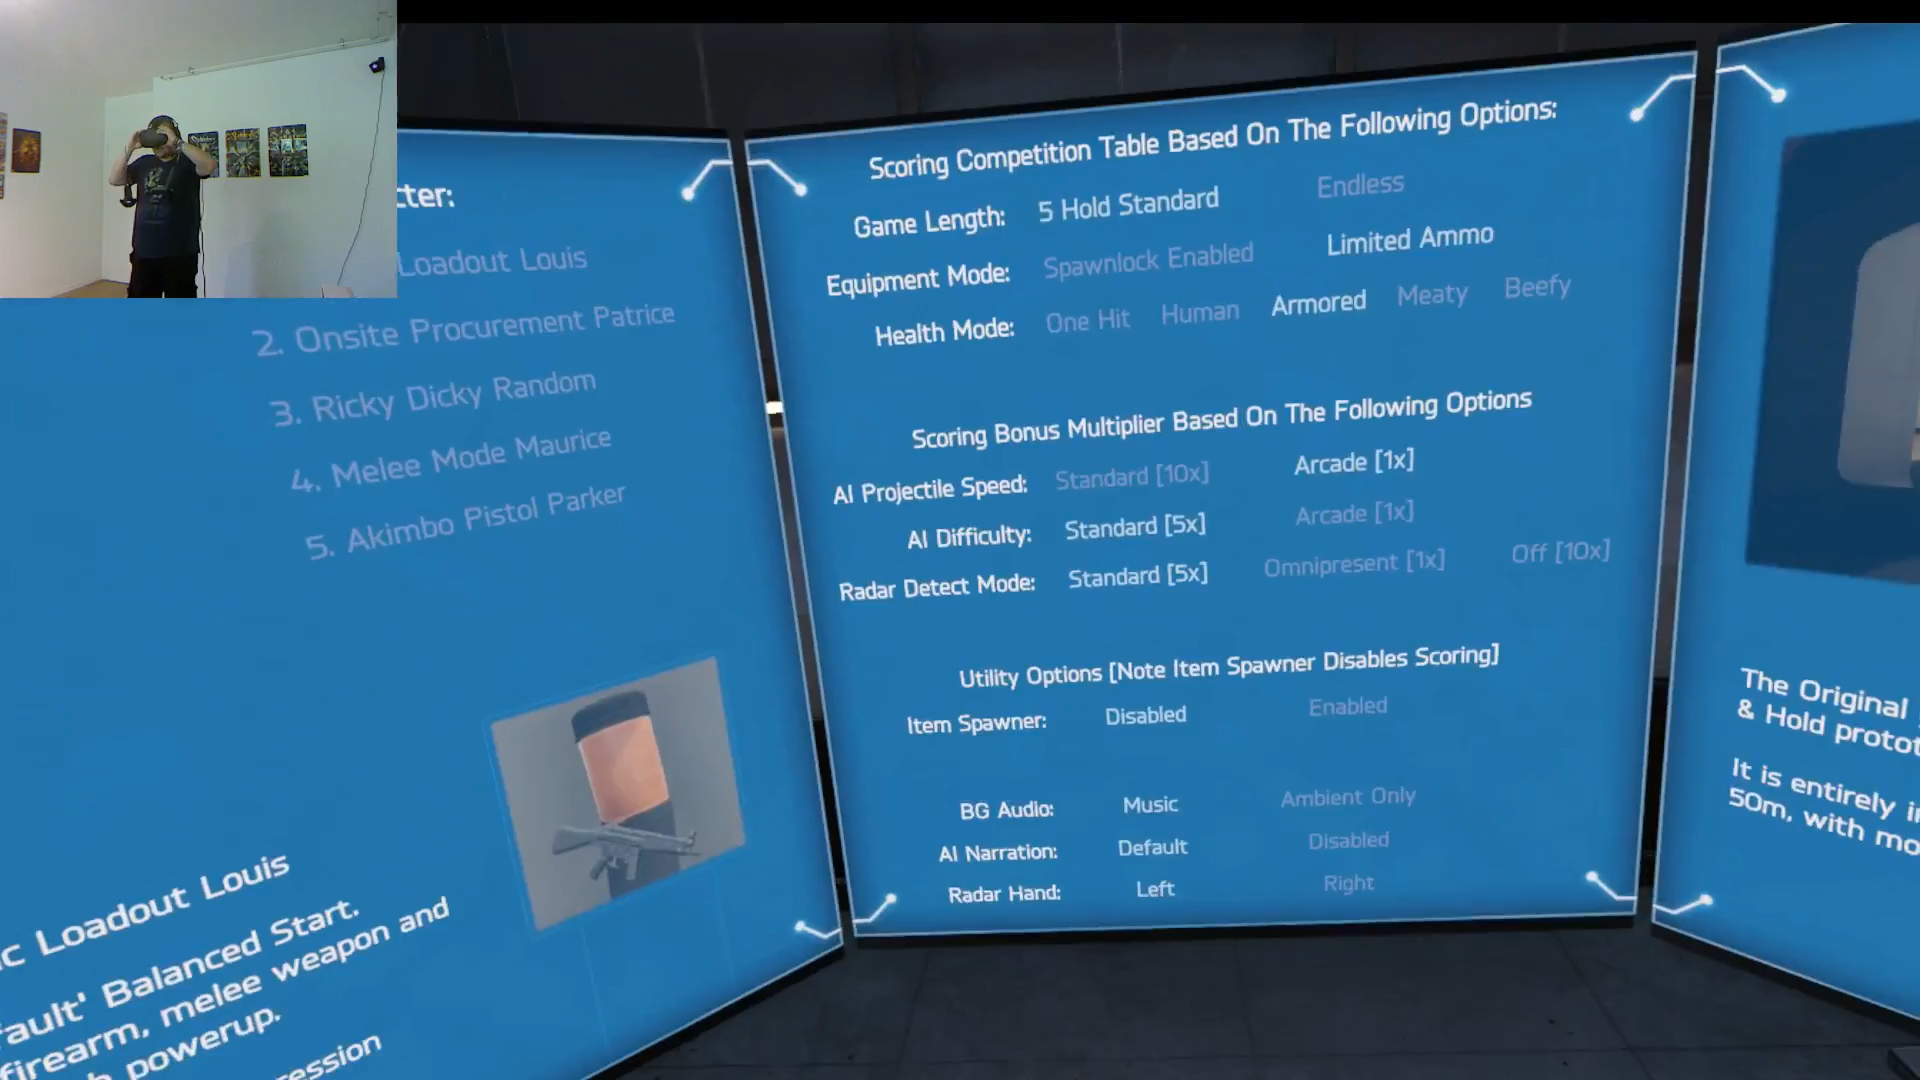 cter:
Loadout Louis
2. Onsite Procurement Patrice
3. Ricky Dicky Random
4. Melee Mode Maurice
5. Akimbo Pistol Parker
c Loadout Louis
fault' Balanced Start.
firearm, melee weapon and
powerup.
ession
Scoring Competition Table Based On The Following Options:
Game Length: 5 Hold Standard Endless
Equipment Mode: Spawnlock Enabled Limited Ammo
Health Mode: One Hit Human Armored Meaty Beefy
Scoring Bonus Multiplier Based On The Following Options
AI Projectile Speed: Standard [10x] Arcade [1x]
AI Difficulty: Standard [5x] Arcade [1x]
Radar Detect Mode: Standard [5x] Omnipresent [1x] Off [10x]
Utility Options [Note Item Spawner Disables Scoring]
Item Spawner: Disabled Enabled
BG Audio: Music Ambient Only
AI Narration: Default Disabled
Radar Hand: Left Right
The Original
& Hold protot
It is entirely i
50m, with mo